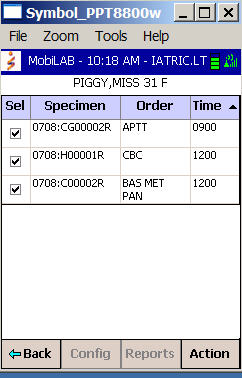 Symbol_PPT8800w
File Zoom Tools Help
MobiLAB - 10:18 AM - IATRIC.LT
PIGGY,MISS 31 F
Sel Specimen Order Time
0708:CG00002R APTT 0900
0708:H00001R CBC 1200
0708:C00002R BAS MET 1200
PAN
Back Config Reports Action